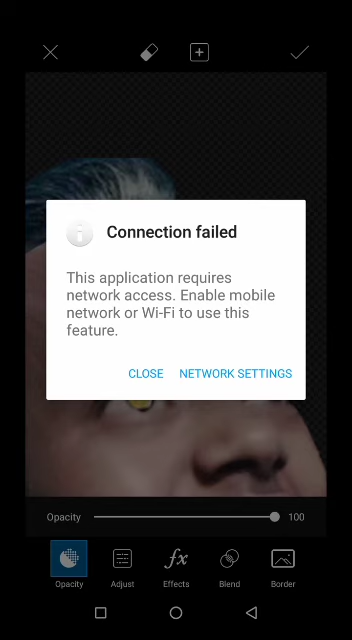 Connection failed
This application requires
network access. Enable mobile
network or Wi-Fi to use this
feature.
CLOSE NETWORK SETTINGS
Opacity 100
fx
Opacity Adjust Effects Blend Border